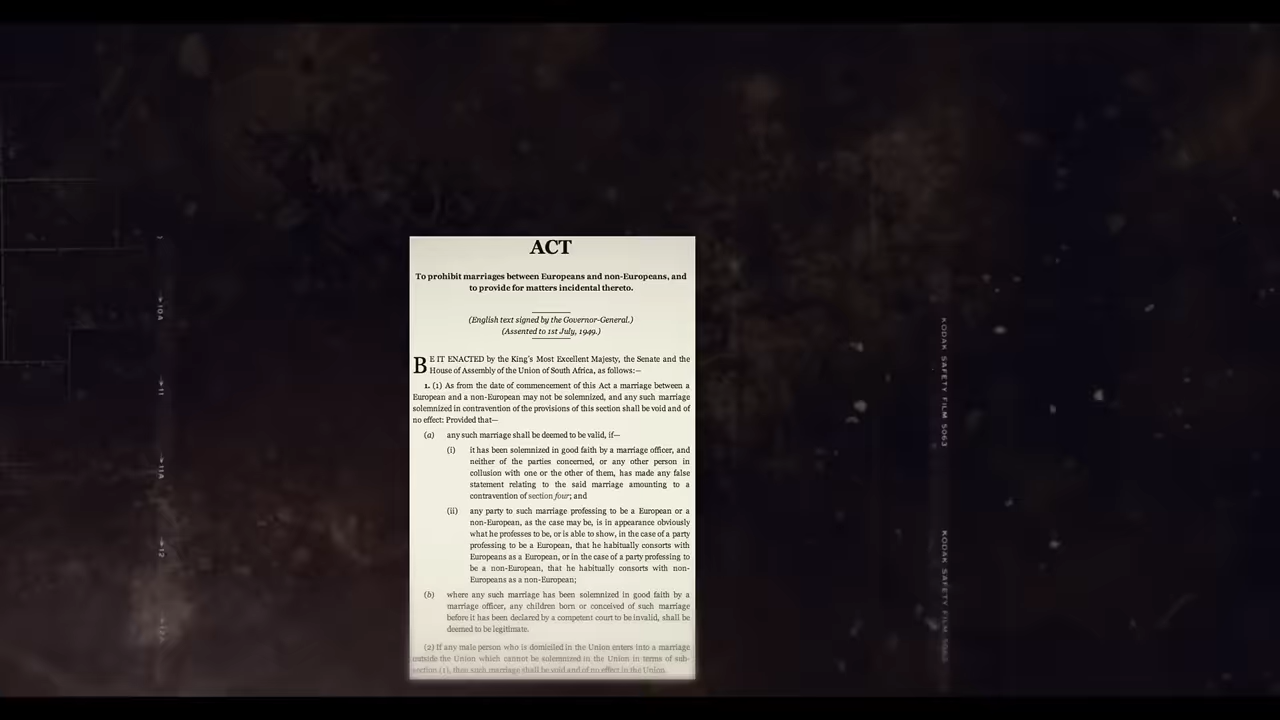 ACT
To prohibit marriages between Europeans and non-Europeans, and
to provide for matters incidental thereto.
(English text signed by the Governor-General.)
(Assented to 1st July, 1949.)
BE IT ENACTED by the King's Most Excellent Majesty, the Senate and the
House of Assembly of the Union of South Africa, as follows:—
1. (1) As from the date of commencement of this Act a marriage between a
European and a non-European may not be solemnized, and any such marriage
solemnized in contravention of the provisions of this section shall be void and of
no effect: Provided that—
(a) any such marriage shall be deemed to be valid, if—
(i) it has been solemnized in good faith by a marriage officer, and
neither of the parties concerned, or any other person in
collusion with one or the other of them, has made any false
statement relating to the said marriage amounting to a
contravention of section four; and
(ii) any party to such marriage professing to be a European or a
non-European, as the case may be, is in appearance obviously
what he professes to be, or is able to show, in the case of a party
professing to be a European, that he habitually consorts with
Europeans as a European, or in the case of a party professing to
be a non-European, that he habitually consorts with non-
Europeans as a non-European;
(b) where any such marriage has been solemnized in good faith by a
marriage officer, any children born or conceived of such marriage
before it has been declared by a competent court to be invalid, shall be
deemed to be legitimate.
(2) If any male person who is domiciled in the Union enters into a marriage
outside the Union which cannot be solemnized in the Union in terms of sub-
section (1), then such marriage shall be void and of no effect in the Union.
10A
11
11A
12
KODAK SAFETY FILM 5063
KODAK SAFETY FILM